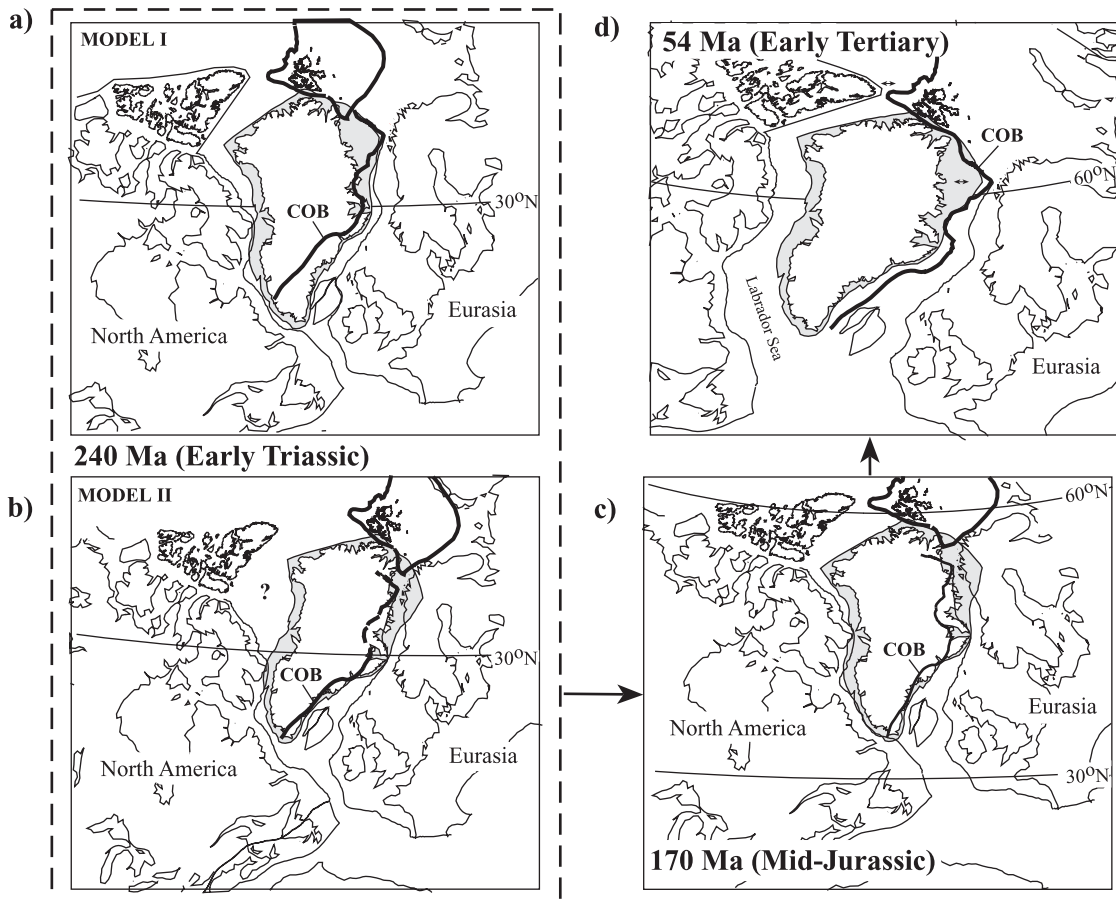 a)
MODEL I
COB
30°N
North America
Eurasia
240 Ma (Early Triassic)
b)
MODEL II
?
30°N
COB
North America
Eurasia
d)
54 Ma (Early Tertiary)
COB
60°N
Labrador Sea
Eurasia
c)
60°N
COB
North America
Eurasia
30°N
170 Ma (Mid-Jurassic)